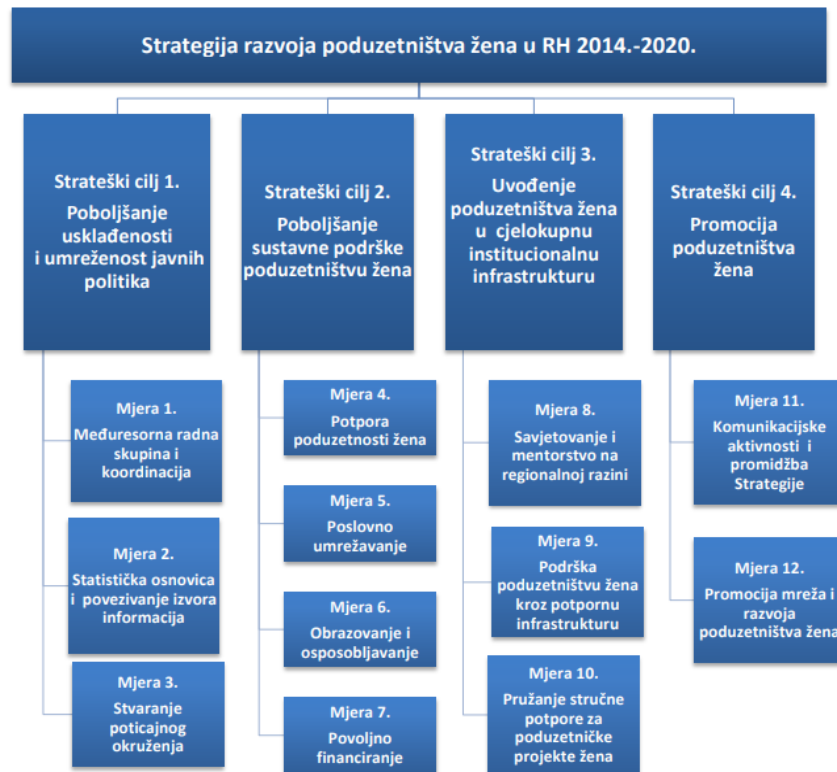 Strategija razvoja poduzetništva žena u RH 2014.-2020.
Strateški cilj 1.
Poboljšanje
usklađenosti
i umreženost javnih
politika
Mjera 1.
Međuresorna radna
skupina i
koordinacija
Mjera 2.
Statistička osnovica
i povezivanje izvora
informacija
Mjera 3.
Stvaranje
poticajnog
okruženja
Strateški cilj 2.
Poboljšanje
sustavne podrške
poduzetništvu žena
Mjera 4.
Potpora
poduzetnosti žena
Mjera 5.
Poslovno
umrežavanje
Mjera 6.
Obrazovanje i
osposobljavanje
Mjera 7.
Povoljno
financiranje
Strateški cilj 3.
Uvođenje
poduzetništva žena
u cjelokupnu
institucionalnu
infrastrukturu
Mjera 8.
Savjetovanje i
mentorstvo na
regionalnoj razini
Mjera 9.
Podrška
poduzetništvu žena
kroz potpornu
infrastrukturu
Mjera 10.
Pružanje stručne
potpore za
poduzetničke
projekte žena
Strateški cilj 4.
Promocija
poduzetništva
žena
Mjera 11.
Komunikacijske
aktivnosti i
promidžba
Strategije
Mjera 12.
Promocija mreža i
razvoja
poduzetništva žena